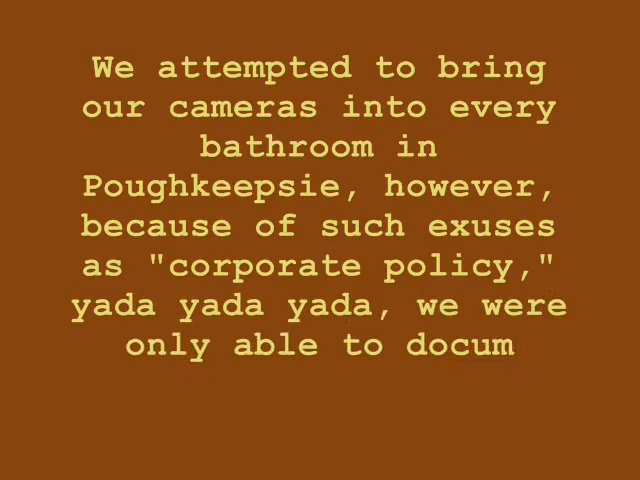 We attempted to bring
our cameras into every
bathroom in
Poughkeepsie, however,
because of such exuses
as "corporate policy,"
yada yada yada, we were
only able to docum